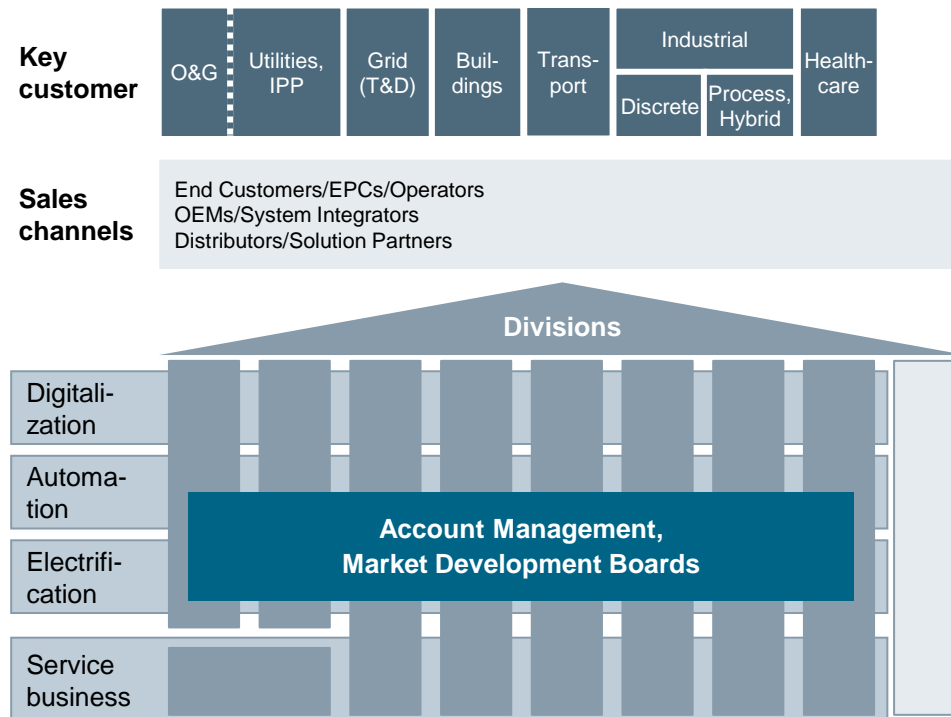 Key
customer
O&G
Utilities,
IPP
Grid
(T&D)
Buil-
dings
Trans-
port
Industrial
Discrete
Process,
Hybrid
Health-
care
Sales
channels
End Customers/EPCs/Operators
OEMs/System Integrators
Distributors/Solution Partners
Divisions
Digitali-
zation
Automa-
tion
Account Management,
Market Development Boards
Electrifi-
cation
Service
business